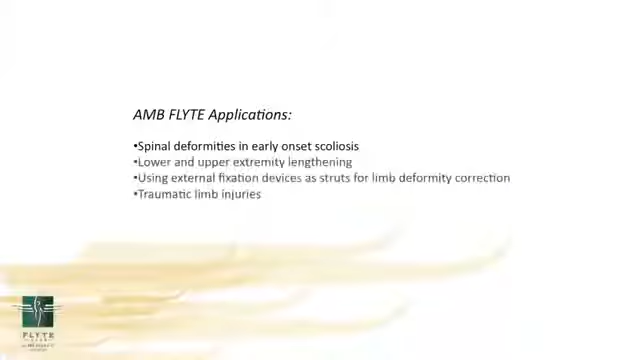 AMB FLYTE Applications:
•Spinal deformities in early onset scoliosis
•Lower and upper extremity lengthening
•Using external fixation devices as struts for limb deformity correction
•Traumatic limb injuries
FLYTE